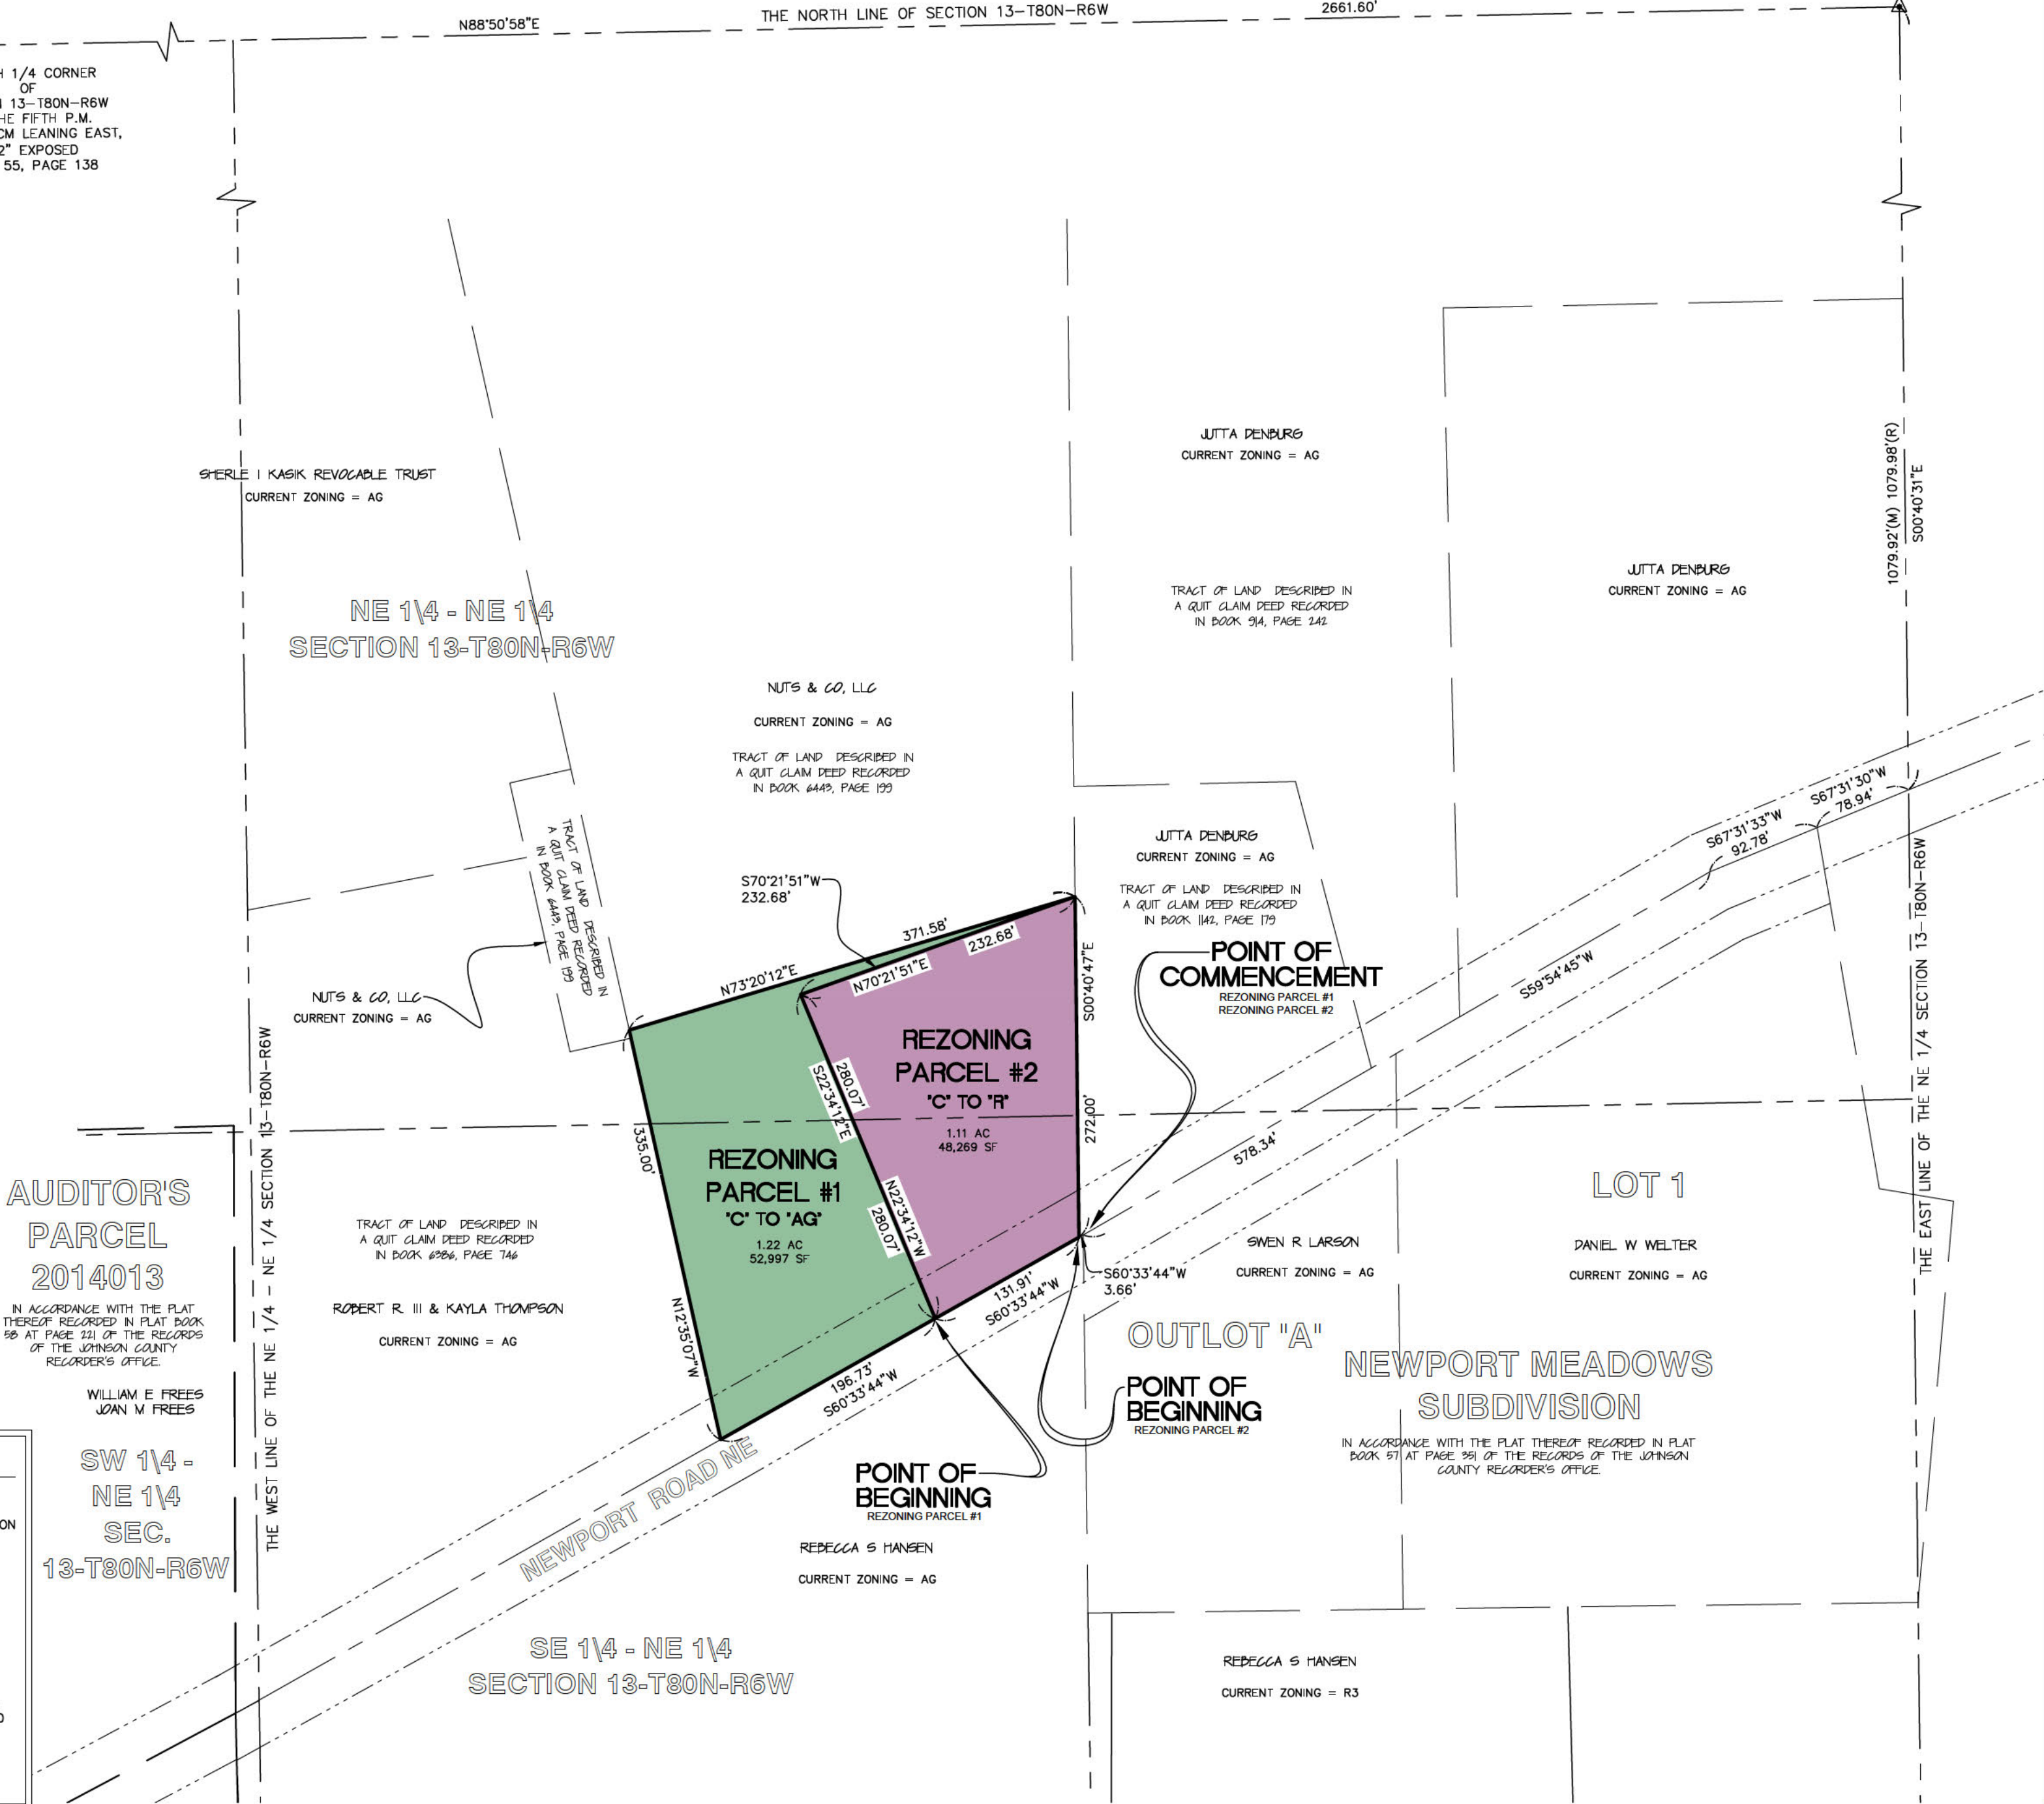 N88°50'58"E
THE NORTH LINE OF SECTION 13-T80N-R6W
2661.60'
1/4 CORNER
OF
13-T80N-R6W
THE FIFTH P.M.
CM LEANING EAST,
2" EXPOSED
55, PAGE 138
SHERLE I KASIK REVOCABLE TRUST
CURRENT ZONING = AG
NE 1\4 - NE 1\4
SECTION 13-T80N-R6W
JUTTA DENBURG
CURRENT ZONING = AG
TRACT OF LAND DESCRIBED IN
A QUIT CLAIM DEED RECORDED
IN BOOK 914, PAGE 242
JUTTA DENBURG
CURRENT ZONING = AG
1079.92'(M) 1079.98'(R)
S00°40'31"E
NUTS & CO, LLC
CURRENT ZONING = AG
TRACT OF LAND DESCRIBED IN
A QUIT CLAIM DEED RECORDED
IN BOOK 6443, PAGE 199
TRACT OF LAND DESCRIBED IN
A QUIT CLAIM DEED RECORDED
IN BOOK 6443, PAGE 199
NUTS & CO, LLC
CURRENT ZONING = AG
JUTTA DENBURG
CURRENT ZONING = AG
TRACT OF LAND DESCRIBED IN
A QUIT CLAIM DEED RECORDED
IN BOOK 1142, PAGE 179
S70°21'51"W
232.68'
371.58'
N73°20'12"E
232.68'
N70°21'51"E
S00°40'47"E
272.00'
POINT OF
COMMENCEMENT
REZONING PARCEL #1
REZONING PARCEL #2
S67°31'30"W
78.94'
S67°31'33"W
92.78'
S59°54'45"W
578.34'
REZONING
PARCEL #2
"C" TO "R"
1.11 AC
48,269 SF
280.07'
S22°34'12"E
N22°34'12"W
280.07'
REZONING
PARCEL #1
"C" TO "AG"
1.22 AC
52,997 SF
335.00'
N12°35'07"W
196.73'
S60°33'44"W
131.91'
S60°33'44"W
S60°33'44"W
3.66'
AUDITOR'S
PARCEL
2014013
IN ACCORDANCE WITH THE PLAT
THEREOF RECORDED IN PLAT BOOK
58 AT PAGE 221 OF THE RECORDS
OF THE JOHNSON COUNTY
RECORDER'S OFFICE.
WILLIAM E FREES
JOAN M FREES
SW 1\4 -
NE 1\4
SEC.
13-T80N-R6W
THE WEST LINE OF THE NE 1/4 - NE 1/4 SECTION 13-T80N-R6W
TRACT OF LAND DESCRIBED IN
A QUIT CLAIM DEED RECORDED
IN BOOK 6386, PAGE 746
ROBERT R III & KAYLA THOMPSON
CURRENT ZONING = AG
SWEN R LARSON
CURRENT ZONING = AG
LOT 1
DANIEL W WELTER
CURRENT ZONING = AG
THE EAST LINE OF THE NE 1/4 SECTION 13-T80N-R6W
OUTLOT "A"
NEWPORT MEADOWS
SUBDIVISION
IN ACCORDANCE WITH THE PLAT THEREOF RECORDED IN PLAT
BOOK 57 AT PAGE 351 OF THE RECORDS OF THE JOHNSON
COUNTY RECORDER'S OFFICE.
POINT OF
BEGINNING
REZONING PARCEL #2
POINT OF
BEGINNING
REZONING PARCEL #1
NEWPORT ROAD NE
REBECCA S HANSEN
CURRENT ZONING = AG
SE 1\4 - NE 1\4
SECTION 13-T80N-R6W
REBECCA S HANSEN
CURRENT ZONING = R3
ON